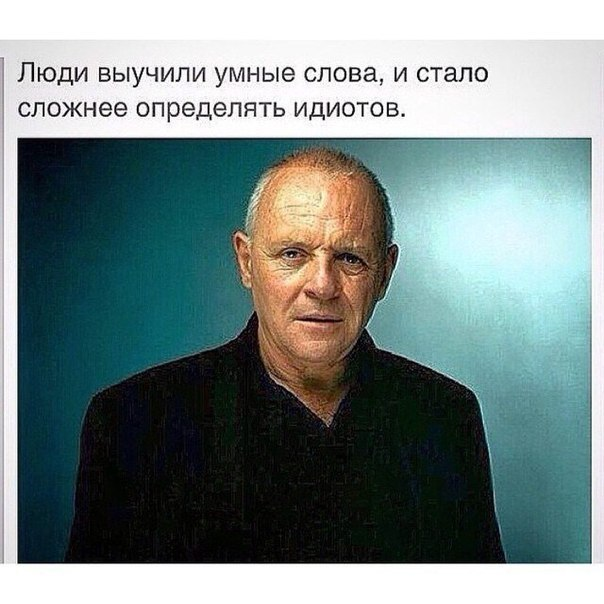 Люди выучили умные слова, и стало
сложнее определять идиотов.